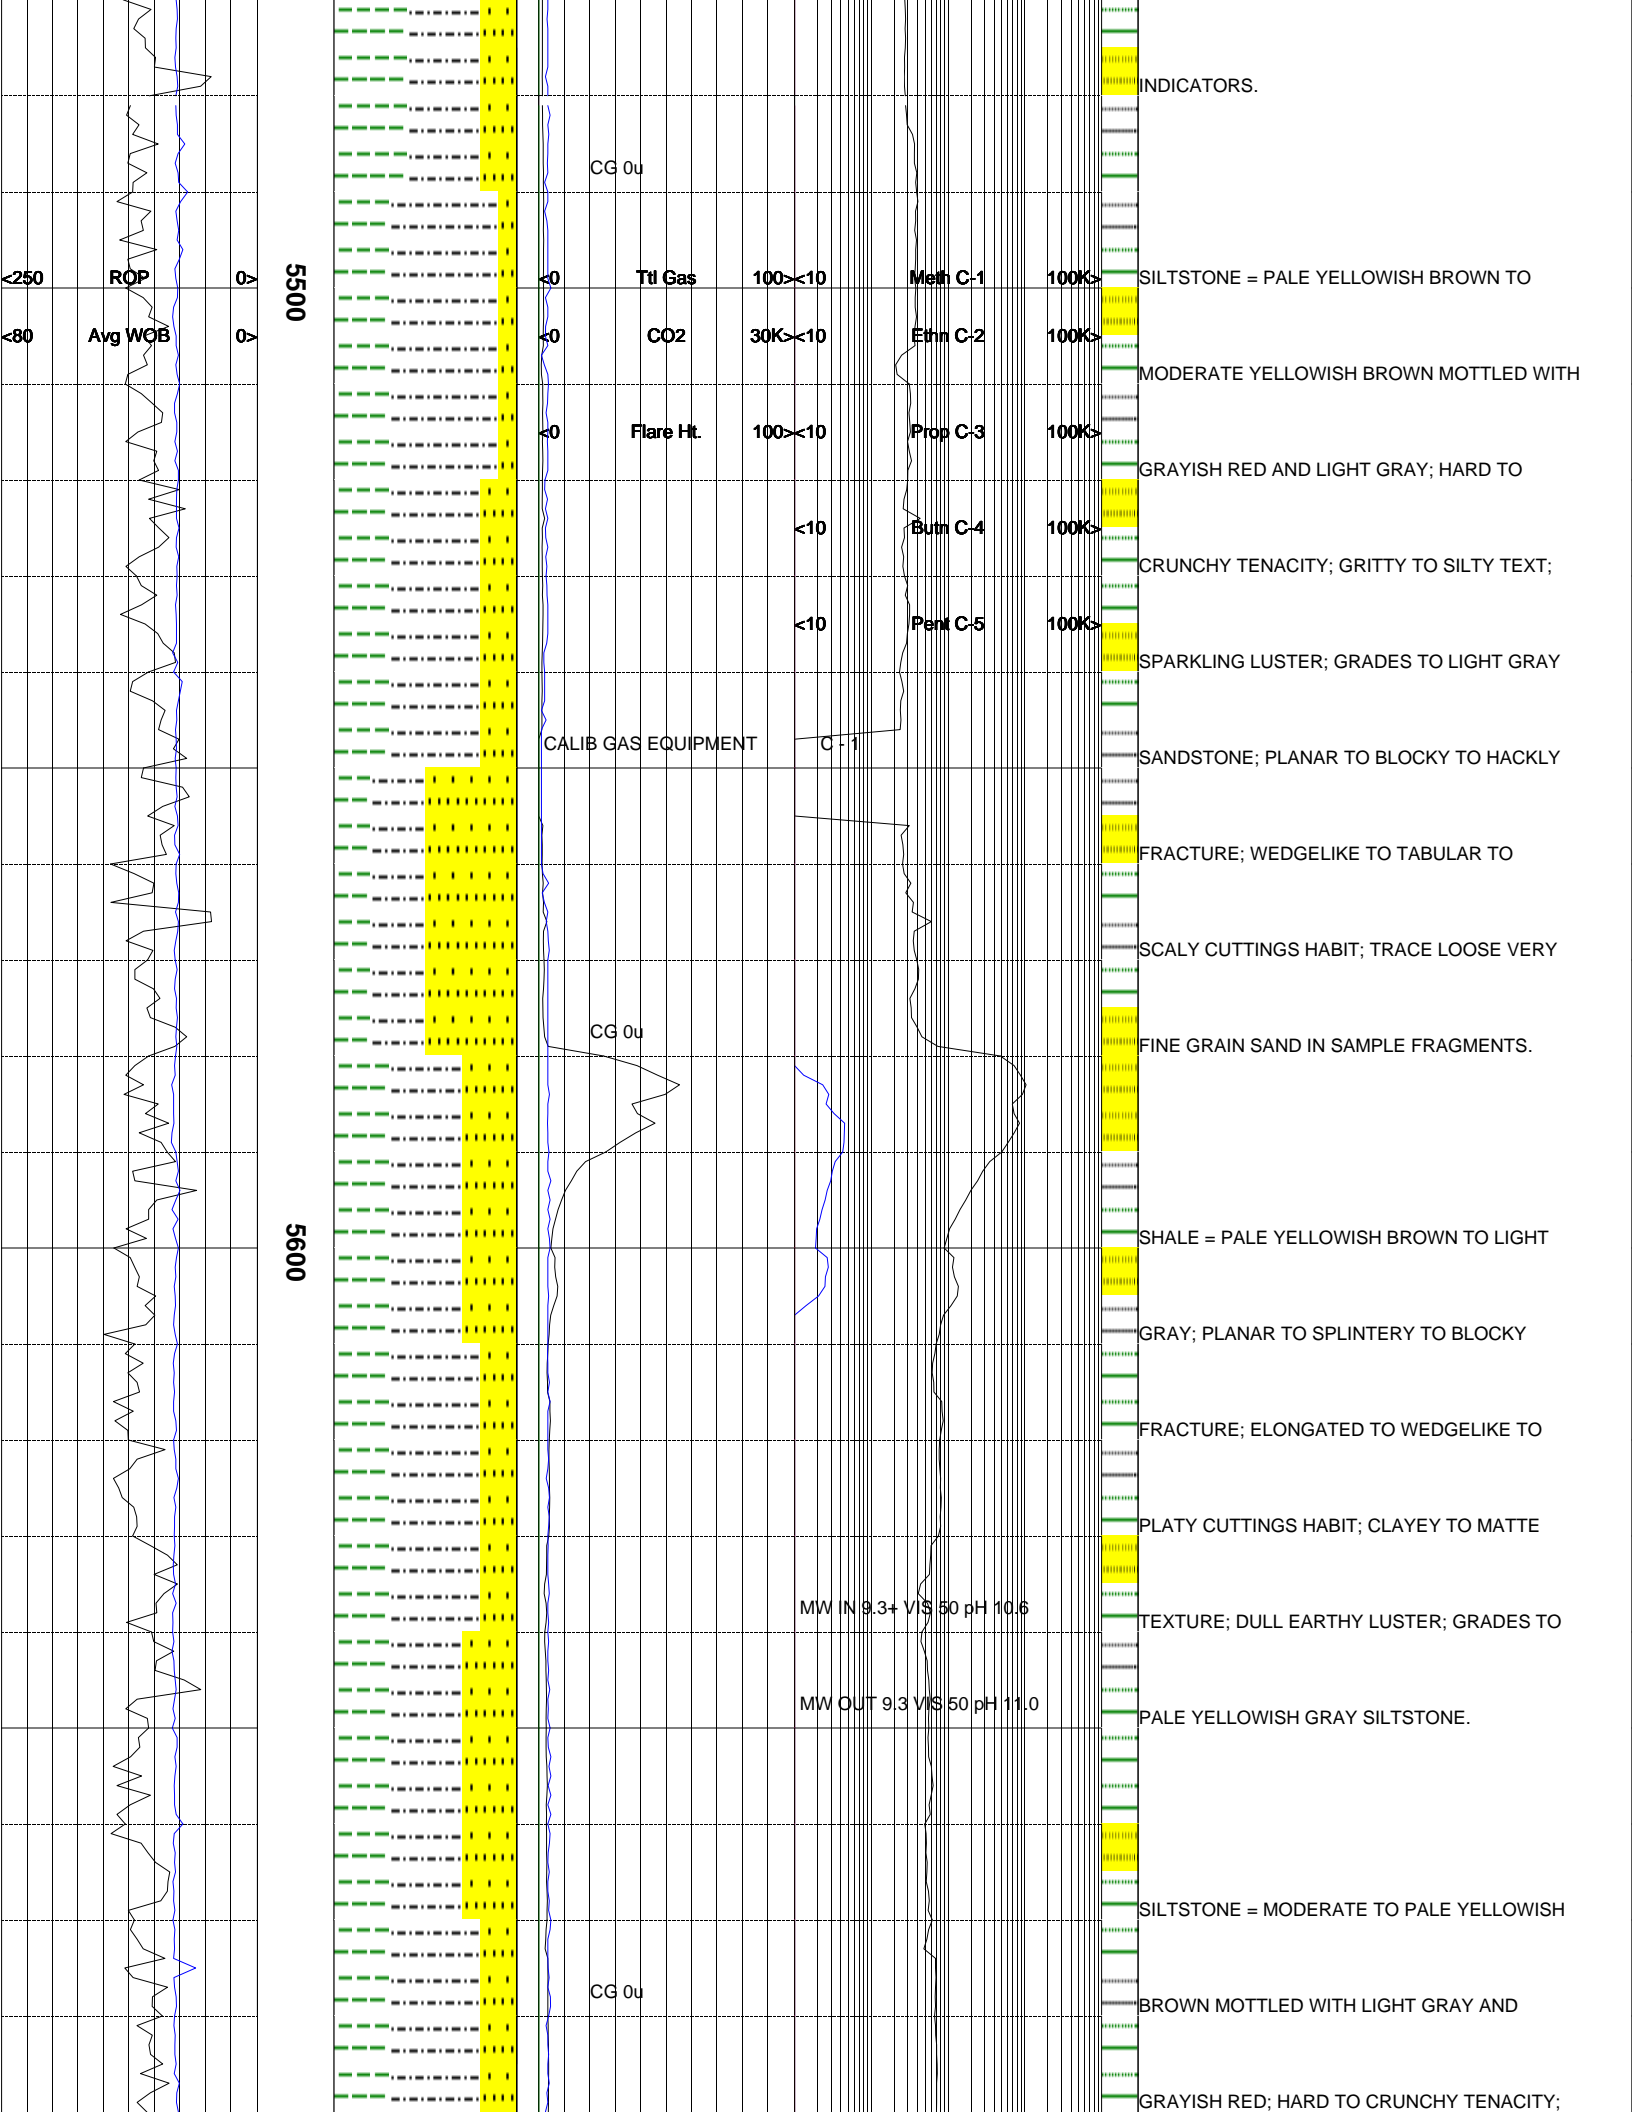 INDICATORS.
CG 0u
5500
<250 ROP 0>
<0 Ttl Gas 100>
<10 Meth C-1 100K>
SILTSTONE = PALE YELLOWISH BROWN TO
<80 Avg WOB 0>
<0 CO2 30K>
<10 Ethn C-2 100K>
MODERATE YELLOWISH BROWN MOTTLED WITH
<0 Flare Ht. 100>
<10 Prop C-3 100K>
GRAYISH RED AND LIGHT GRAY; HARD TO
<10 Butn C-4 100K>
CRUNCHY TENACITY; GRITTY TO SILTY TEXT;
<10 Pent C-5 100K>
SPARKLING LUSTER; GRADES TO LIGHT GRAY
CALIB GAS EQUIPMENT
C - 1
SANDSTONE; PLANAR TO BLOCKY TO HACKLY
FRACTURE; WEDGELIKE TO TABULAR TO
SCALY CUTTINGS HABIT; TRACE LOOSE VERY
CG 0u
FINE GRAIN SAND IN SAMPLE FRAGMENTS.
5600
SHALE = PALE YELLOWISH BROWN TO LIGHT
GRAY; PLANAR TO SPLINTERY TO BLOCKY
FRACTURE; ELONGATED TO WEDGELIKE TO
PLATY CUTTINGS HABIT; CLAYEY TO MATTE
MW IN 9.3+ VIS 50 pH 10.6
TEXTURE; DULL EARTHY LUSTER; GRADES TO
MW OUT 9.3 VIS 50 pH 11.0
PALE YELLOWISH GRAY SILTSTONE.
SILTSTONE = MODERATE TO PALE YELLOWISH
CG 0u
BROWN MOTTLED WITH LIGHT GRAY AND
GRAYISH RED; HARD TO CRUNCHY TENACITY;